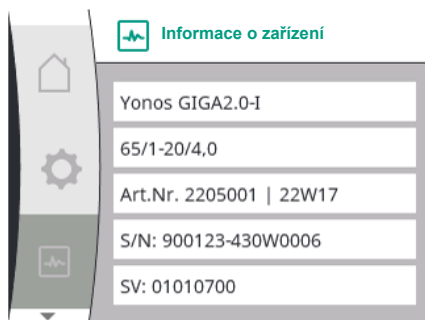 Informace o zařízení
Yonos GIGA2.0-I
65/1-20/4,0
Art.Nr. 2205001 | 22W17
S/N: 900123-430W0006
SV: 01010700